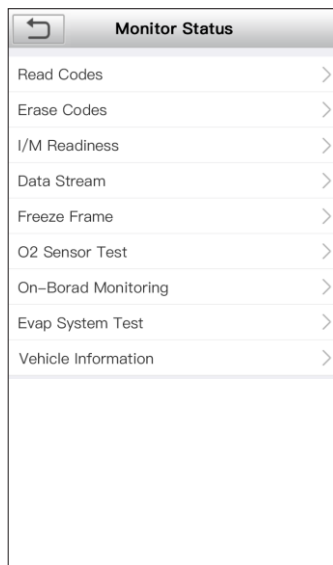 Monitor Status
Read Codes
Erase Codes
I/M Readiness
Data Stream
Freeze Frame
O2 Sensor Test
On-Borad Monitoring
Evap System Test
Vehicle Information